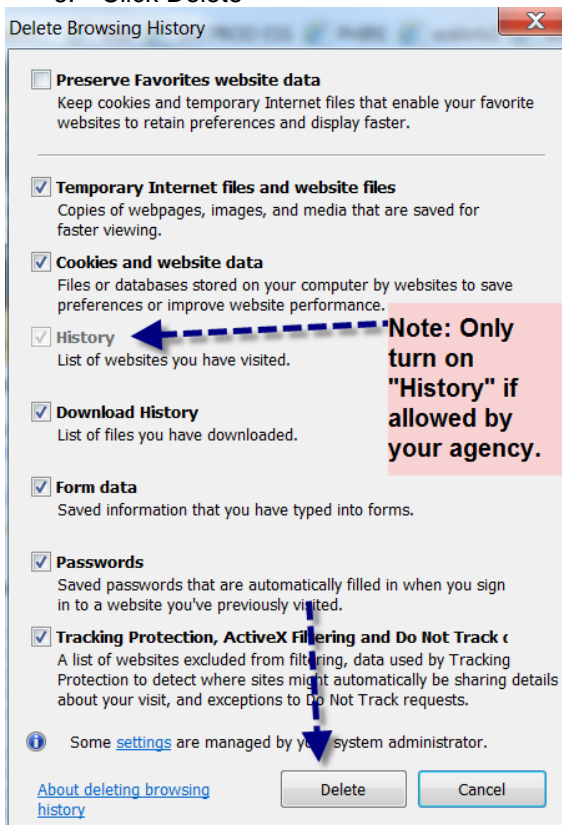 Click Delete
Delete Browsing History
X
Preserve Favorites website data
Keep cookies and temporary Internet files that enable your favorite
websites to retain preferences and display faster.
Temporary Internet files and website files
Copies of webpages, images, and media that are saved for
faster viewing.
Cookies and website data
Files or databases stored on your computer by websites to save
preferences or improve website performance.
History
List of websites you have visited.
Note: Only
turn on
"History" if
allowed by
your agency.
Download History
List of files you have downloaded.
Form data
Saved information that you have typed into forms.
Passwords
Saved passwords that are automatically filled in when you sign
in to a website you've previously visited.
Tracking Protection, ActiveX Filtering and Do Not Track
A list of websites excluded from filtering, data used by Tracking
Protection to detect where sites might automatically be sharing details
about your visit, and exceptions to Do Not Track requests.
Some settings are managed by your system administrator.
About deleting browsing
history
Delete
Cancel